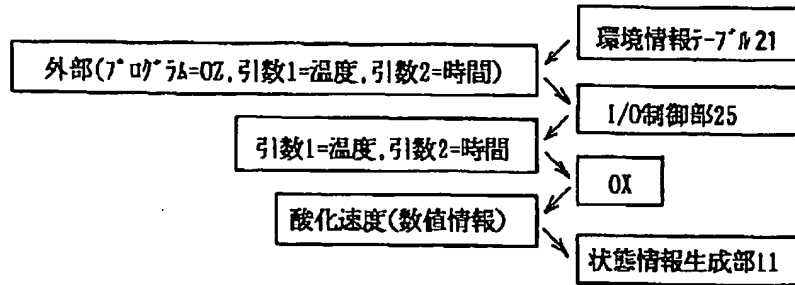 環境情報ﾃｰﾌﾞﾙ21
外部(ﾌﾟﾛｸﾞﾗﾑ=OZ,引数1=温度,引数2=時間)
I/O制御部25
引数1=温度,引数2=時間
OX
酸化速度(数値情報)
状態情報生成部11